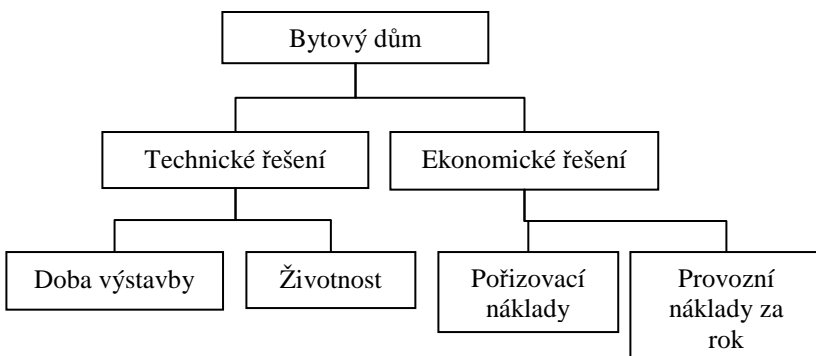 Bytový dům
Technické řešení
Ekonomické řešení
Doba výstavby
Životnost
Pořizovací
náklady
Provozní
náklady za
rok